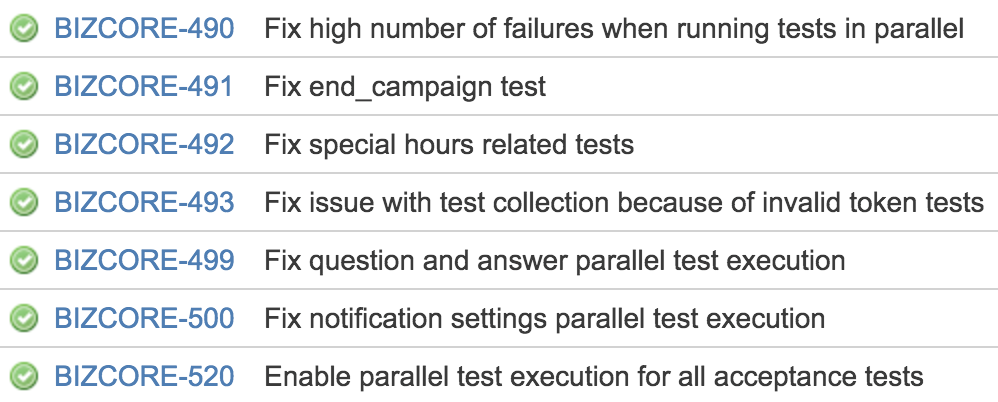 BIZCORE-490 Fix high number of failures when running tests in parallel
BIZCORE-491 Fix end_campaign test
BIZCORE-492 Fix special hours related tests
BIZCORE-493 Fix issue with test collection because of invalid token tests
BIZCORE-499 Fix question and answer parallel test execution
BIZCORE-500 Fix notification settings parallel test execution
BIZCORE-520 Enable parallel test execution for all acceptance tests